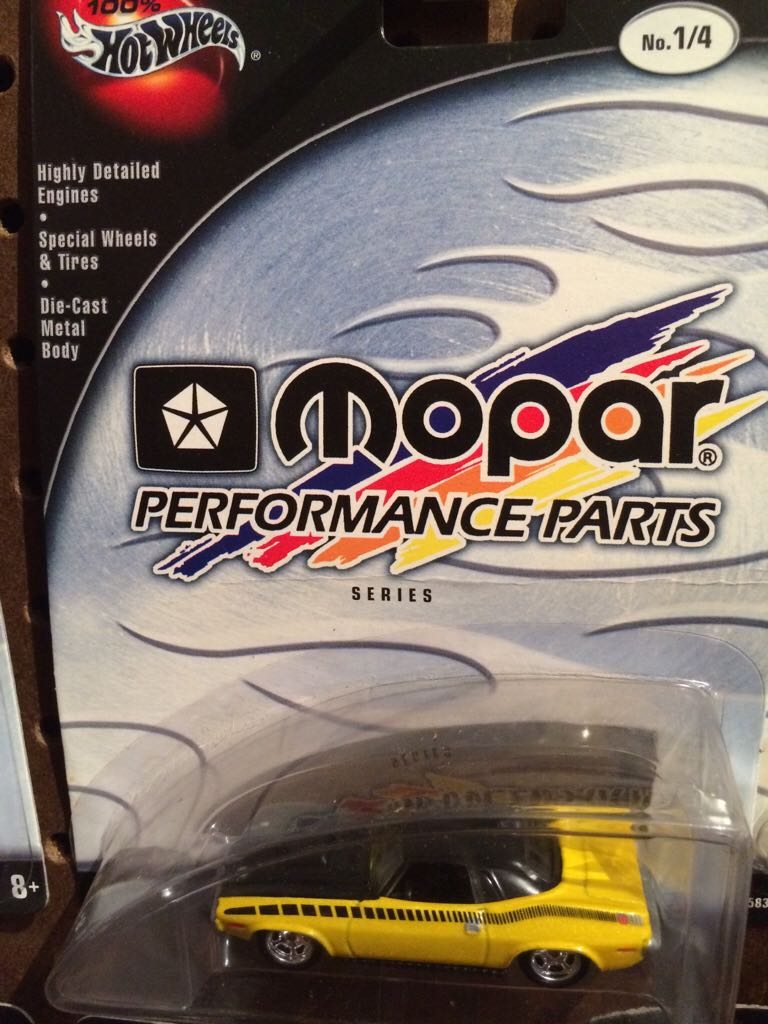 100%
HOT WHEELS ®
No. 1/4
Highly Detailed
Engines
•
Special Wheels
& Tires
•
Die-Cast
Metal
Body
mopar®
PERFORMANCE PARTS
SERIES
8+
583